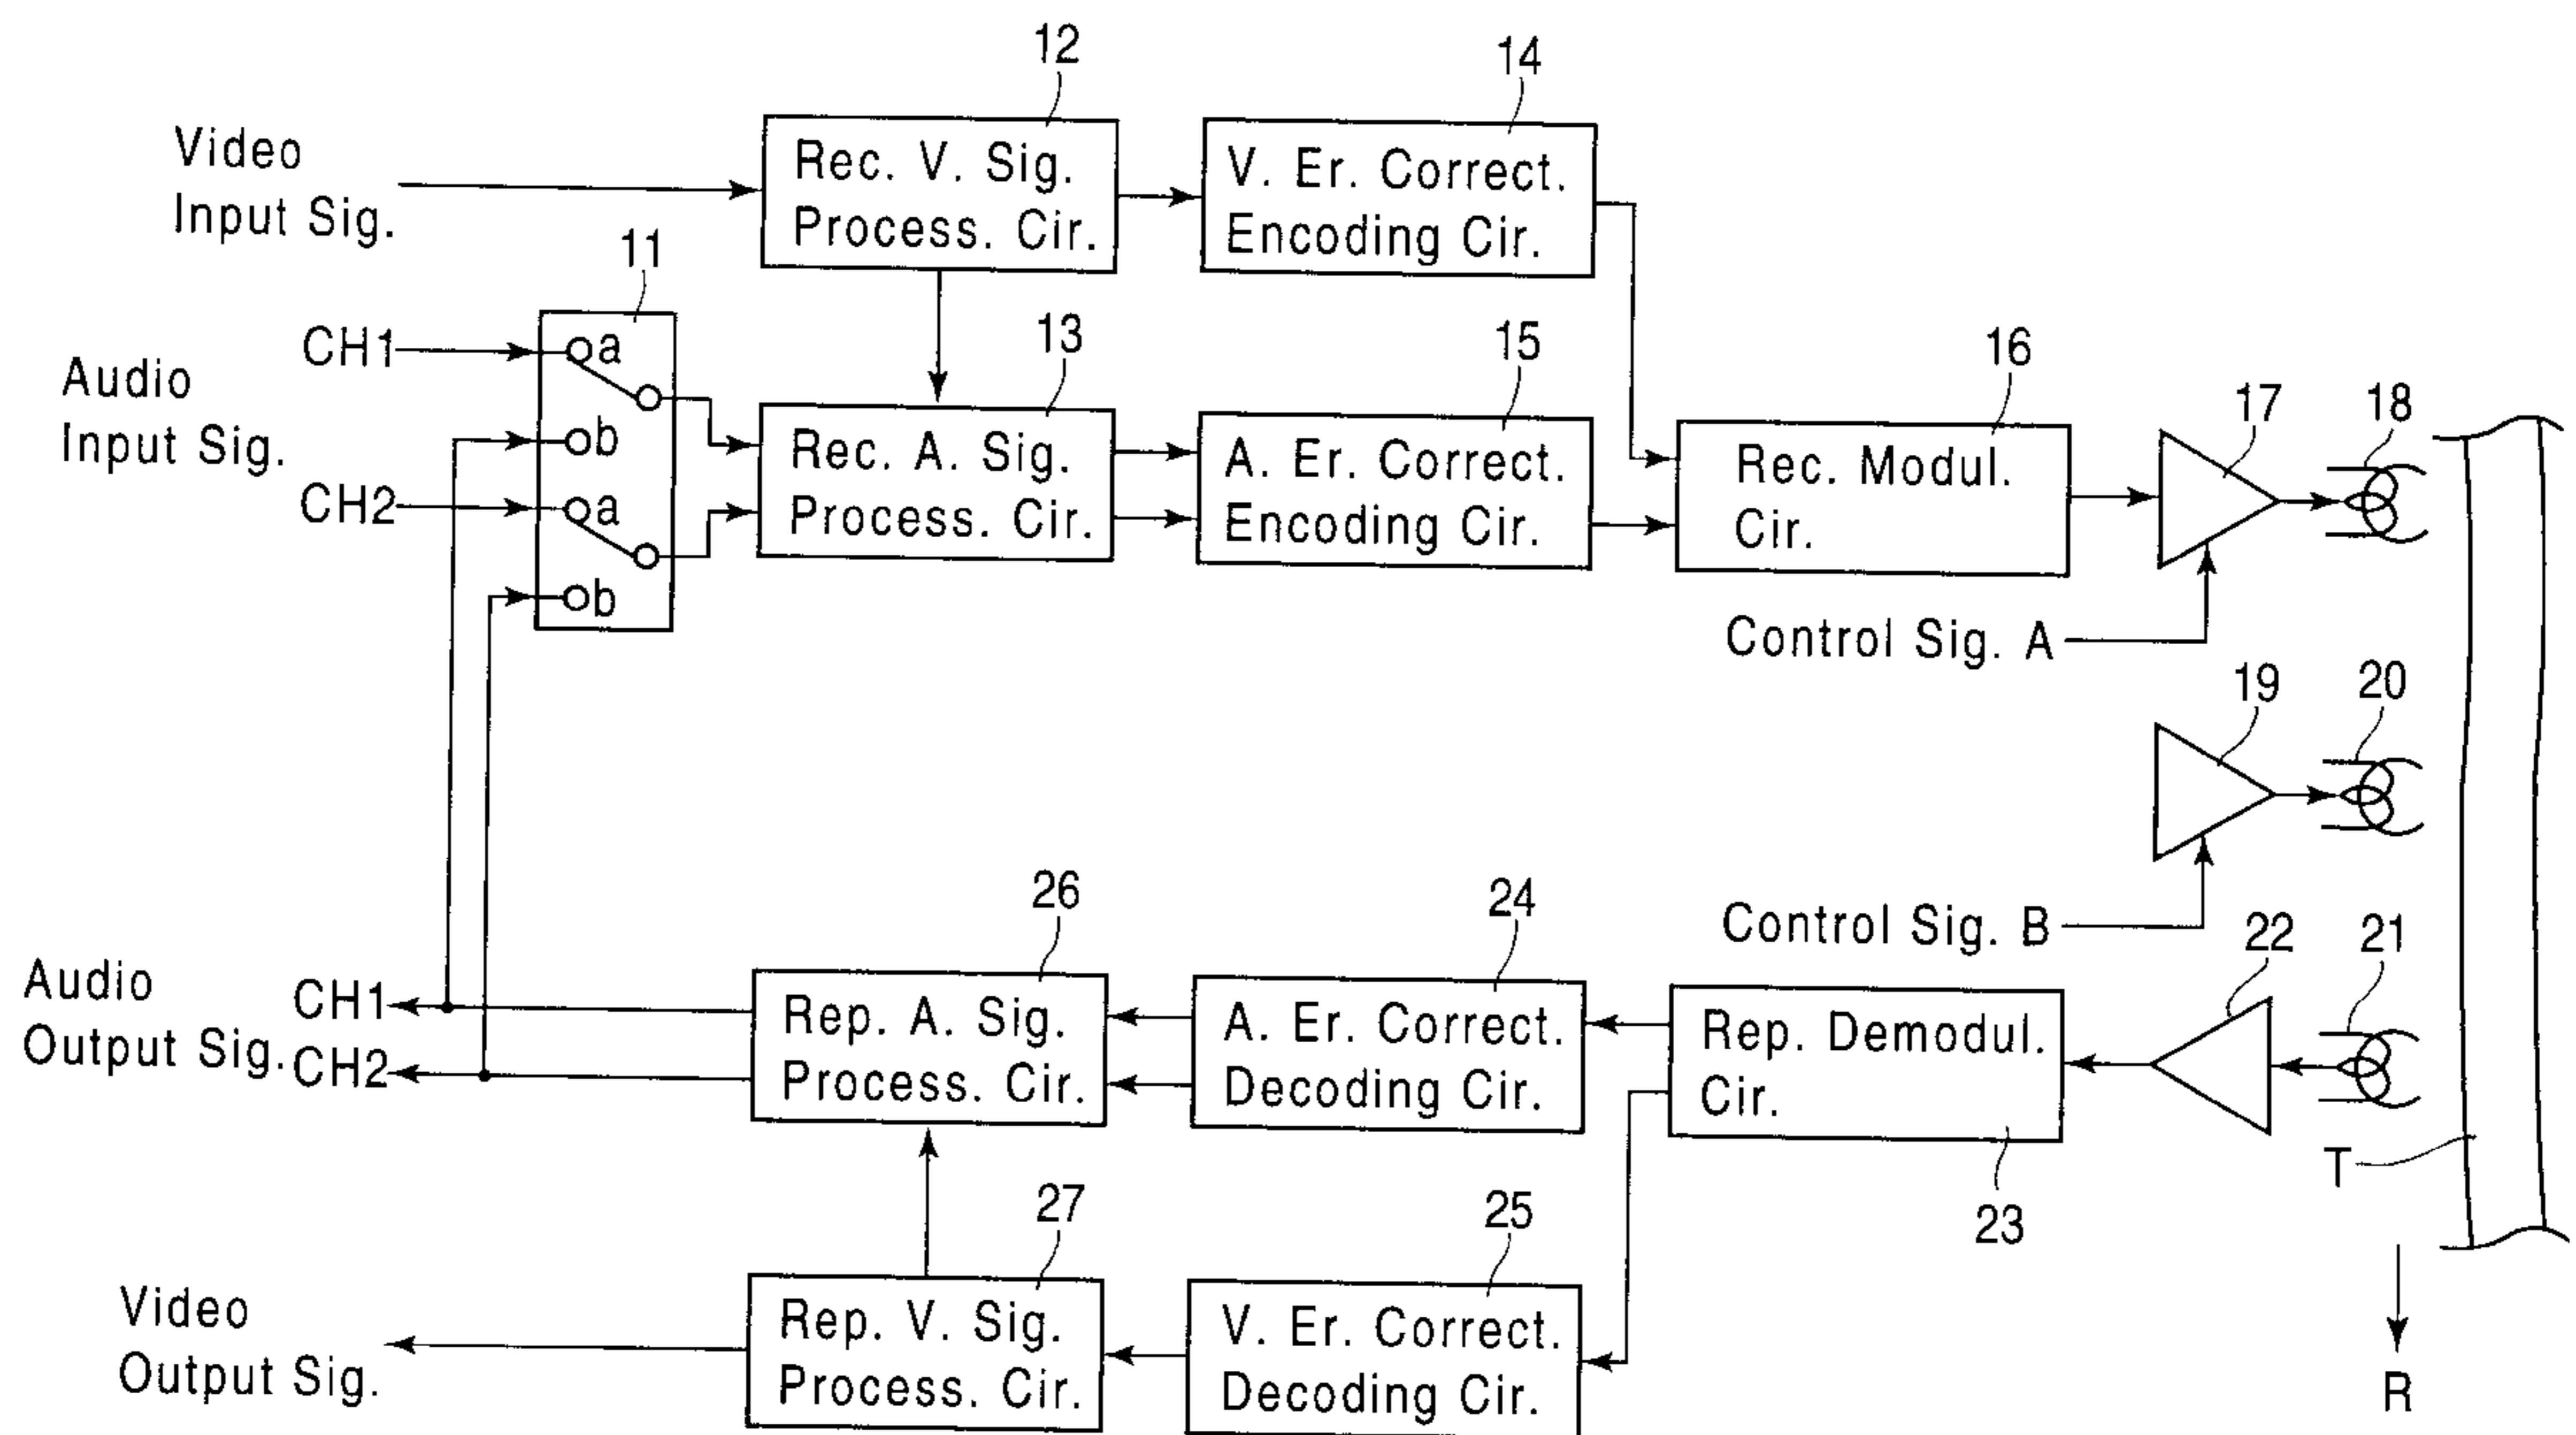 12
14
Video
Input Sig.
Rec. V. Sig.
Process. Cir.
V. Er. Correct.
Encoding Cir.
11
13
15
16
17
18
Audio
Input Sig.
CH1
a
b
CH2
a
b
Rec. A. Sig.
Process. Cir.
A. Er. Correct.
Encoding Cir.
Rec. Modul.
Cir.
Control Sig. A
19
20
Control Sig. B
26
24
22
21
Audio
Output Sig.
CH1
CH2
Rep. A. Sig.
Process. Cir.
A. Er. Correct.
Decoding Cir.
Rep. Demodul.
Cir.
23
T
27
25
Video
Output Sig.
Rep. V. Sig.
Process. Cir.
V. Er. Correct.
Decoding Cir.
R